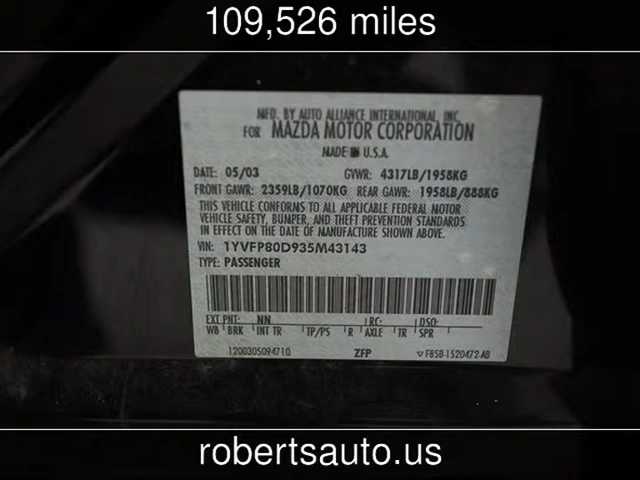 109,526 miles
MFD. BY AUTO ALLIANCE INTERNATIONAL, INC.
FOR MAZDA MOTOR CORPORATION
MADE IN U.S.A.
DATE: 05/03 GVWR: 4317LB/1958KG
FRONT GAWR: 2359LB/1070KG REAR GAWR: 1958LB/888KG
THIS VEHICLE CONFORMS TO ALL APPLICABLE FEDERAL MOTOR
VEHICLE SAFETY, BUMPER, AND THEFT PREVENTION STANDARDS
IN EFFECT ON THE DATE OF MANUFACTURE SHOWN ABOVE.
VIN: 1YVFP80D935M43143
TYPE: PASSENGER
EXT PNT: NN RC: DSO:
WB BRK INT TR TP/PS R AXLE TR SPR
1200305094710 ZFP F85B-1520472-AB
robertsauto.us